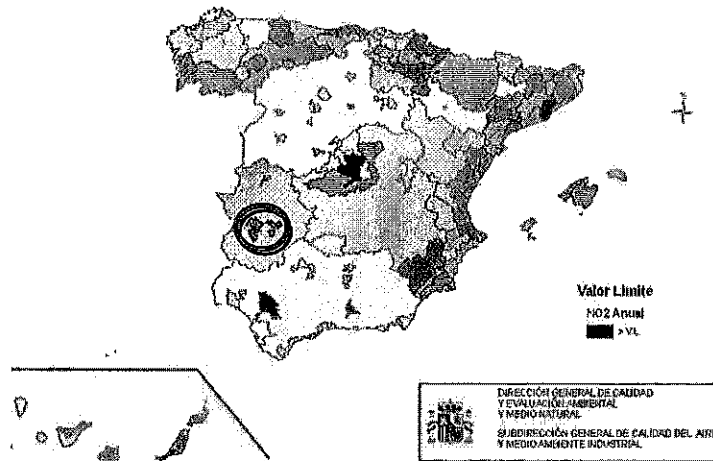 Valor Limite
NO2 Anual
> VL
DIRECCIÓN GENERAL DE CALIDAD
Y EVALUACIÓN AMBIENTAL
Y MEDIO NATURAL
SUBDIRECCIÓN GENERAL DE CALIDAD DEL AIRE
Y MEDIO AMBIENTE INDUSTRIAL